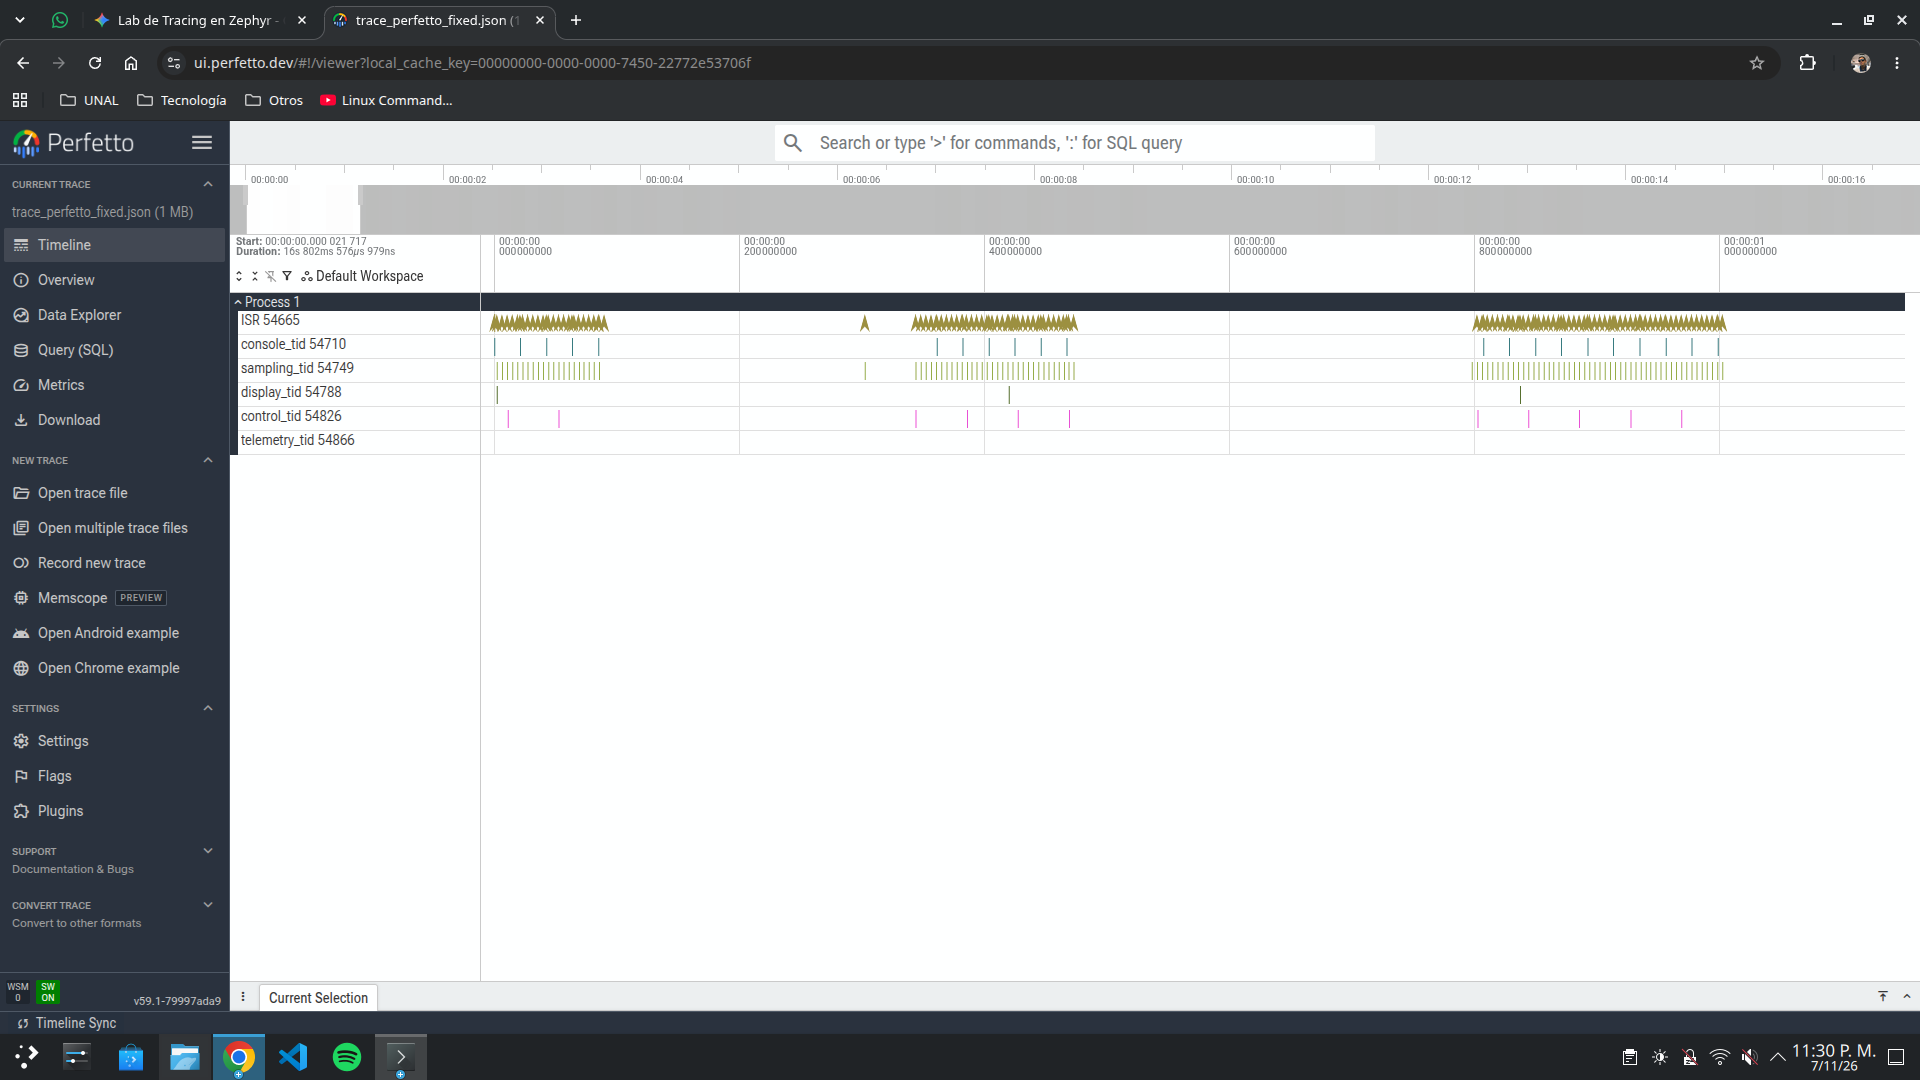 Lab de Tracing en Zephyr -
trace_perfetto_fixed.json (1
ui.perfetto.dev/#!/viewer?local_cache_key=00000000-0000-0000-7450-22772e53706f
UNAL
Tecnología
Otros
Linux Command...
Perfetto
Search or type '>' for commands, ':' for SQL query
CURRENT TRACE
trace_perfetto_fixed.json (1 MB)
Timeline
Overview
Data Explorer
Query (SQL)
Metrics
Download
NEW TRACE
Open trace file
Open multiple trace files
Record new trace
Memscope PREVIEW
Open Android example
Open Chrome example
SETTINGS
Settings
Flags
Plugins
SUPPORT
Documentation & Bugs
CONVERT TRACE
Convert to other formats
WSM 0
SW ON
v59.1-79997ada9
00:00:00
00:00:02
00:00:04
00:00:06
00:00:08
00:00:10
00:00:12
00:00:14
00:00:16
Start: 00:00:00.000 021 717
Duration: 16s 802ms 576µs 979ns
00:00:00 000000000
00:00:00 200000000
00:00:00 400000000
00:00:00 600000000
00:00:00 800000000
00:00:01 000000000
Default Workspace
Process 1
ISR 54665
console_tid 54710
sampling_tid 54749
display_tid 54788
control_tid 54826
telemetry_tid 54866
Current Selection
Timeline Sync
11:30 P. M.
7/11/26